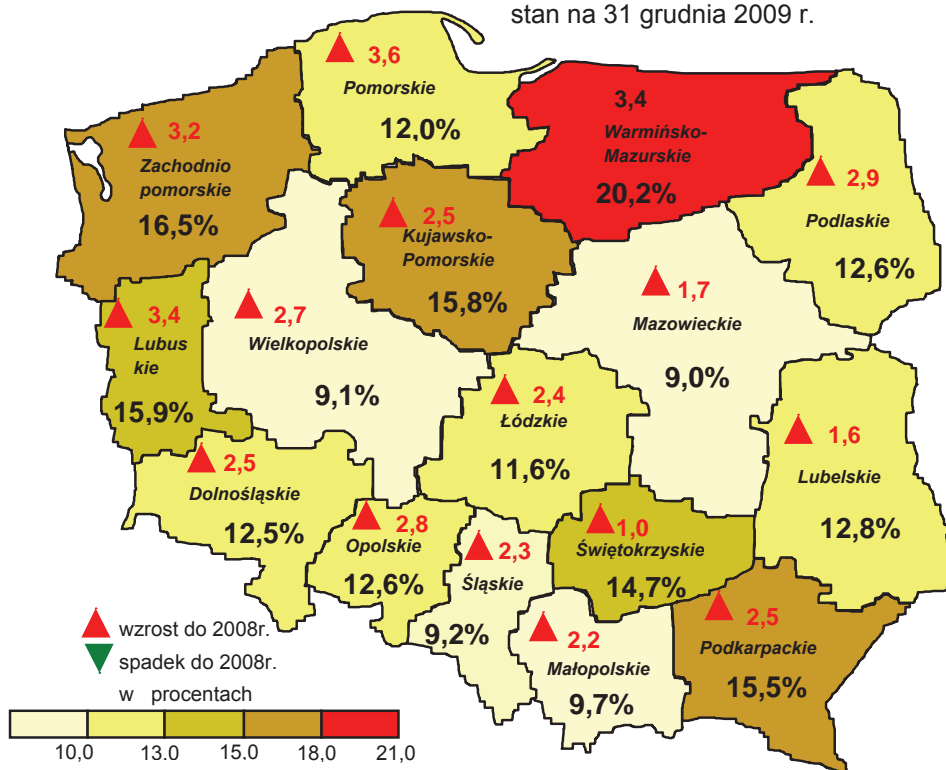 stan na 31 grudnia 2009 r.
3,6
Pomorskie
12,0%
3,4
Warmińsko-
Mazurskie
20,2%
3,2
Zachodnio
pomorskie
16,5%
2,9
Podlaskie
12,6%
2,5
Kujawsko-
Pomorskie
15,8%
1,7
Mazowieckie
9,0%
3,4
Lubus
kie
15,9%
2,7
Wielkopolskie
9,1%
2,4
Łódzkie
11,6%
1,6
Lubelskie
12,8%
2,5
Dolnośląskie
12,5%
2,8
Opolskie
12,6%
2,3
Śląskie
9,2%
1,0
Świętokrzyskie
14,7%
2,2
Małopolskie
9,7%
2,5
Podkarpackie
15,5%
wzrost do 2008r.
spadek do 2008r.
w procentach
10,0 13.0 15.0 18,0 21,0